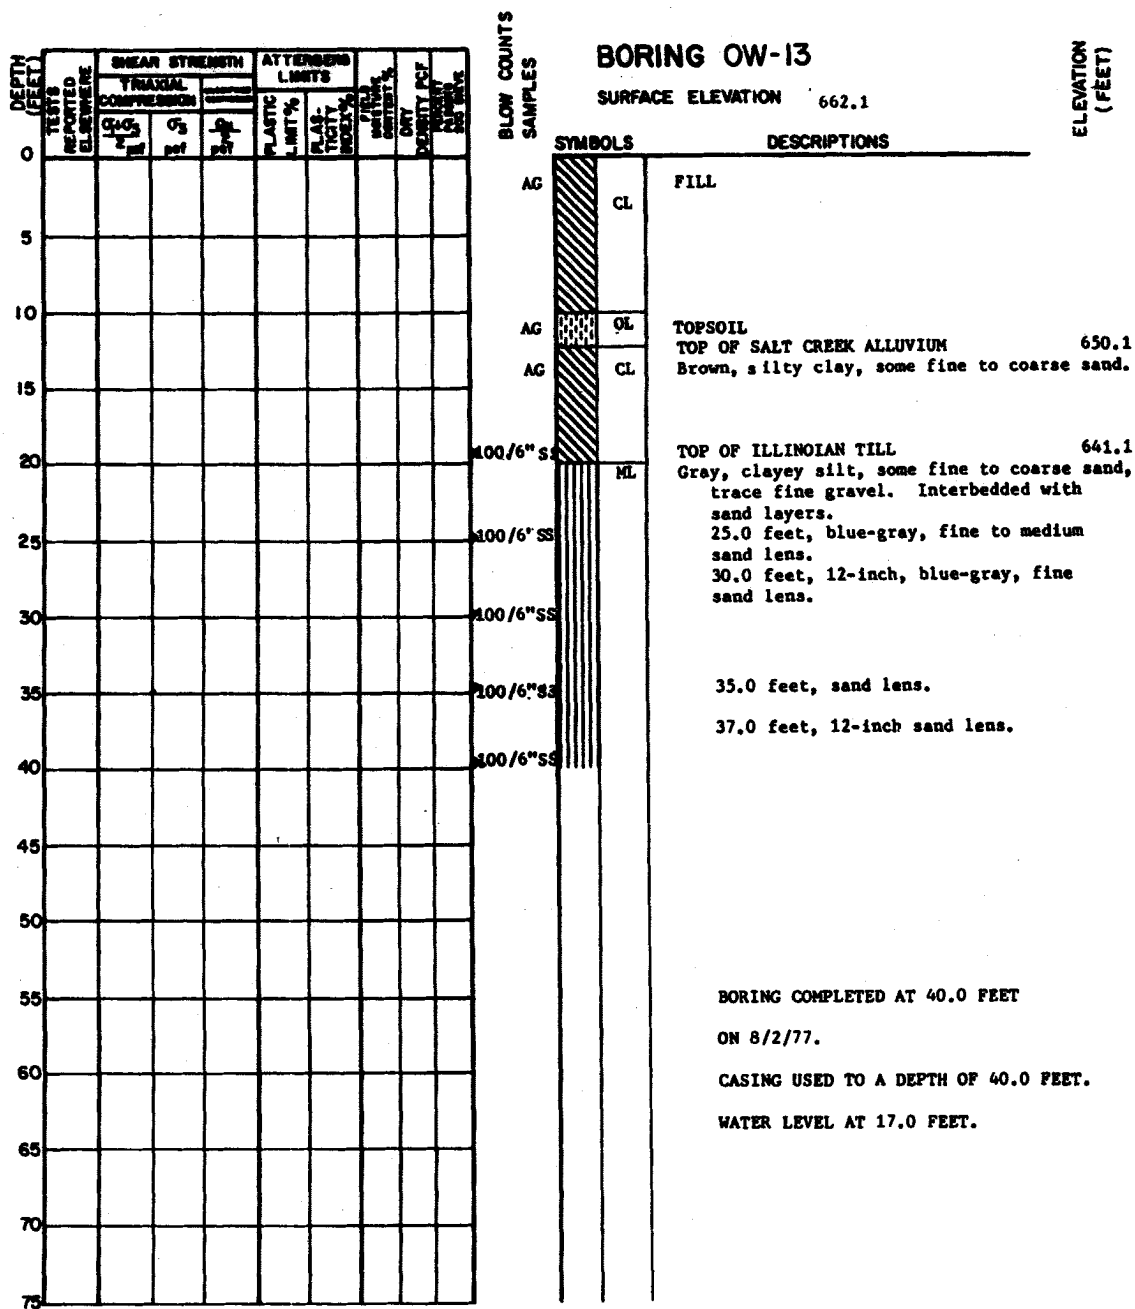 BORING OW-13
SURFACE ELEVATION 662.1
ELEVATION (FEET)
BLOW COUNTS
SAMPLES
DEPTH (FEET)
TESTS REPORTED ELSEWHERE
SHEAR STRENGTH
TRIAXIAL COMPRESSION
ATTERBERG LIMITS
PLASTIC LIMIT %
PLAS- TICITY INDEX %
FIELD MOISTURE CONTENT %
DRY DENSITY PCF
SYMBOLS DESCRIPTIONS
0
AG FILL
CL
5
10
AG OL TOPSOIL
TOP OF SALT CREEK ALLUVIUM 650.1
AG CL Brown, silty clay, some fine to coarse sand.
15
100/6" SS TOP OF ILLINOIAN TILL 641.1
20
ML Gray, clayey silt, some fine to coarse sand,
trace fine gravel. Interbedded with
sand layers.
25 100/6" SS 25.0 feet, blue-gray, fine to medium
sand lens.
30.0 feet, 12-inch, blue-gray, fine
sand lens.
30 100/6"SS
35 100/6"SS 35.0 feet, sand lens.
37.0 feet, 12-inch sand lens.
40 100/6"SS
45
50
55
BORING COMPLETED AT 40.0 FEET
ON 8/2/77.
60
CASING USED TO A DEPTH OF 40.0 FEET.
WATER LEVEL AT 17.0 FEET.
65
70
75